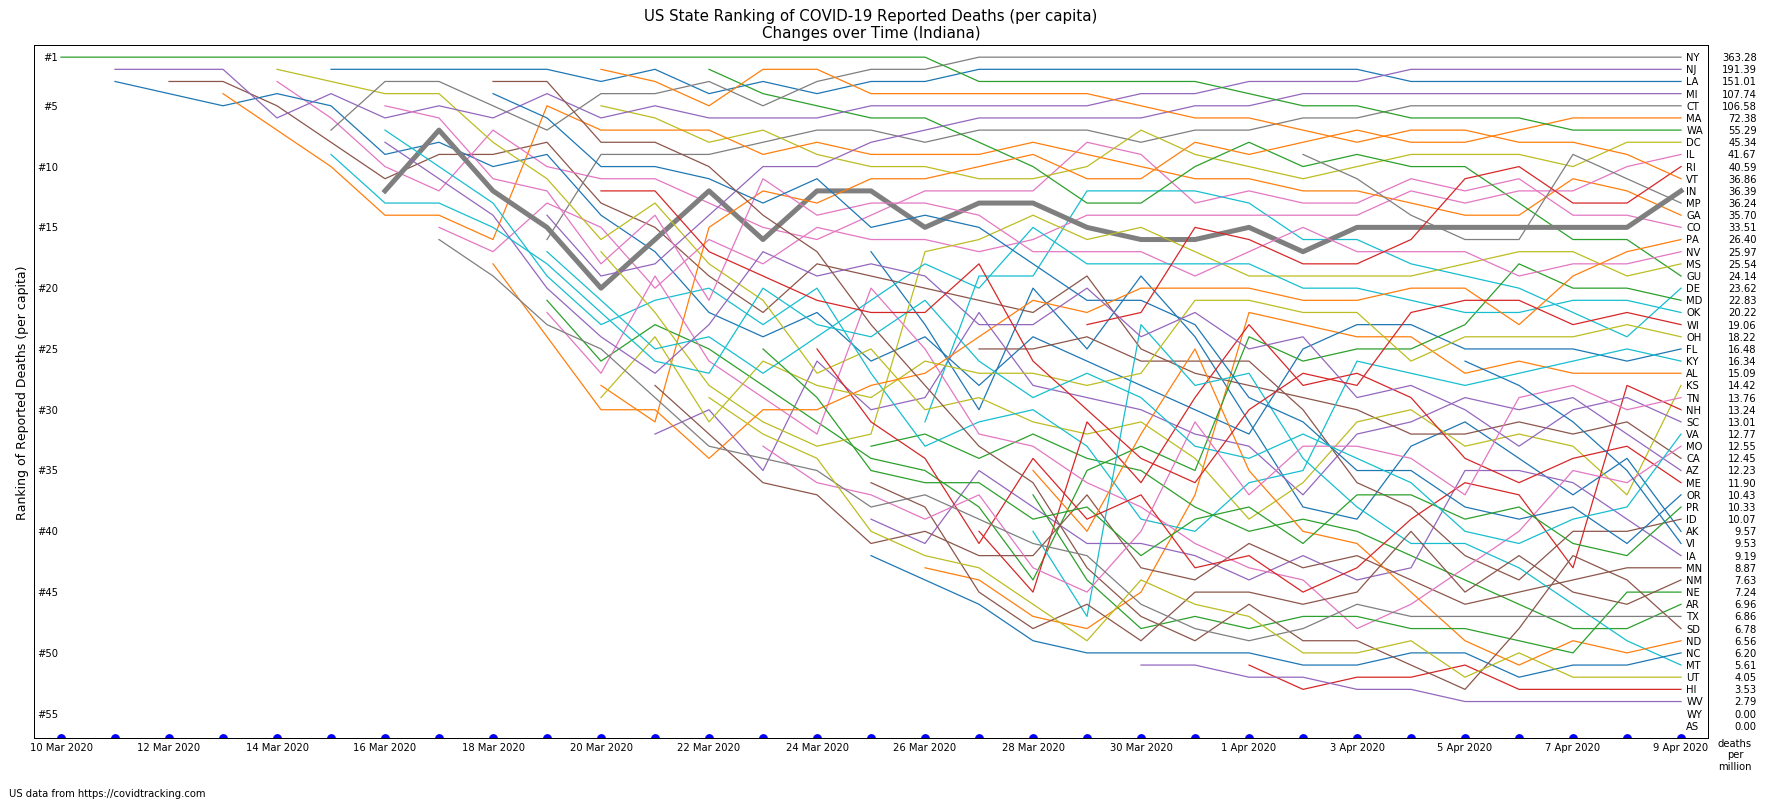 US State Ranking of COVID-19 Reported Deaths (per capita)
Changes over Time (Indiana)
Ranking of Reported Deaths (per capita)
#1
#5
#10
#15
#20
#25
#30
#35
#40
#45
#50
#55
NY 363.28
NJ 191.39
LA 151.01
MI 107.74
CT 106.58
MA 72.38
WA 55.29
DC 45.34
IL 41.67
RI 40.59
VT 36.86
IN 36.39
MP 36.24
GA 35.70
CO 33.51
PA 26.40
NV 25.97
MS 25.54
GU 24.14
DE 23.62
MD 22.83
OK 20.22
WI 19.06
OH 18.22
FL 16.48
KY 16.34
AL 15.09
KS 14.42
TN 13.76
NH 13.24
SC 13.01
VA 12.77
MO 12.55
CA 12.45
AZ 12.23
ME 11.90
OR 10.43
PR 10.33
ID 10.07
AK 9.57
VI 9.53
IA 9.19
MN 8.87
NM 7.63
NE 7.24
AR 6.96
TX 6.86
SD 6.78
ND 6.56
NC 6.20
MT 5.61
UT 4.05
HI 3.53
WV 2.79
WY 0.00
AS 0.00
10 Mar 2020 12 Mar 2020 14 Mar 2020 16 Mar 2020 18 Mar 2020 20 Mar 2020 22 Mar 2020 24 Mar 2020 26 Mar 2020 28 Mar 2020 30 Mar 2020 1 Apr 2020 3 Apr 2020 5 Apr 2020 7 Apr 2020 9 Apr 2020
deaths
per
million
US data from https://covidtracking.com